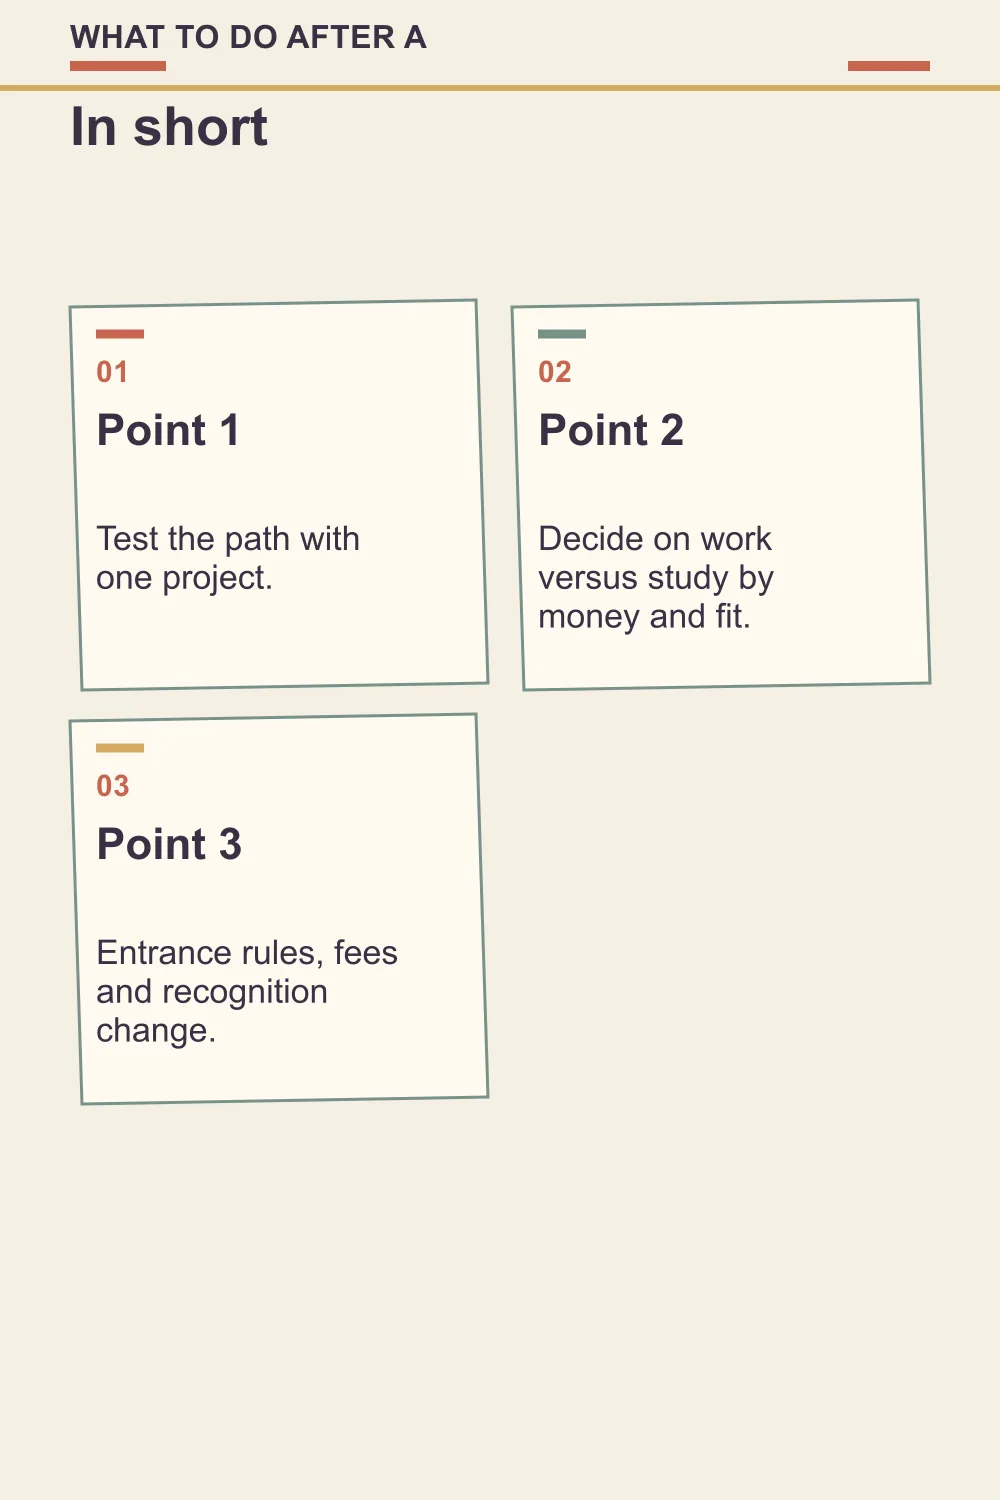 WHAT TO DO AFTER A
In short
01
Point 1
Test the path with
one project.
02
Point 2
Decide on work
versus study by
money and fit.
03
Point 3
Entrance rules, fees
and recognition
change.